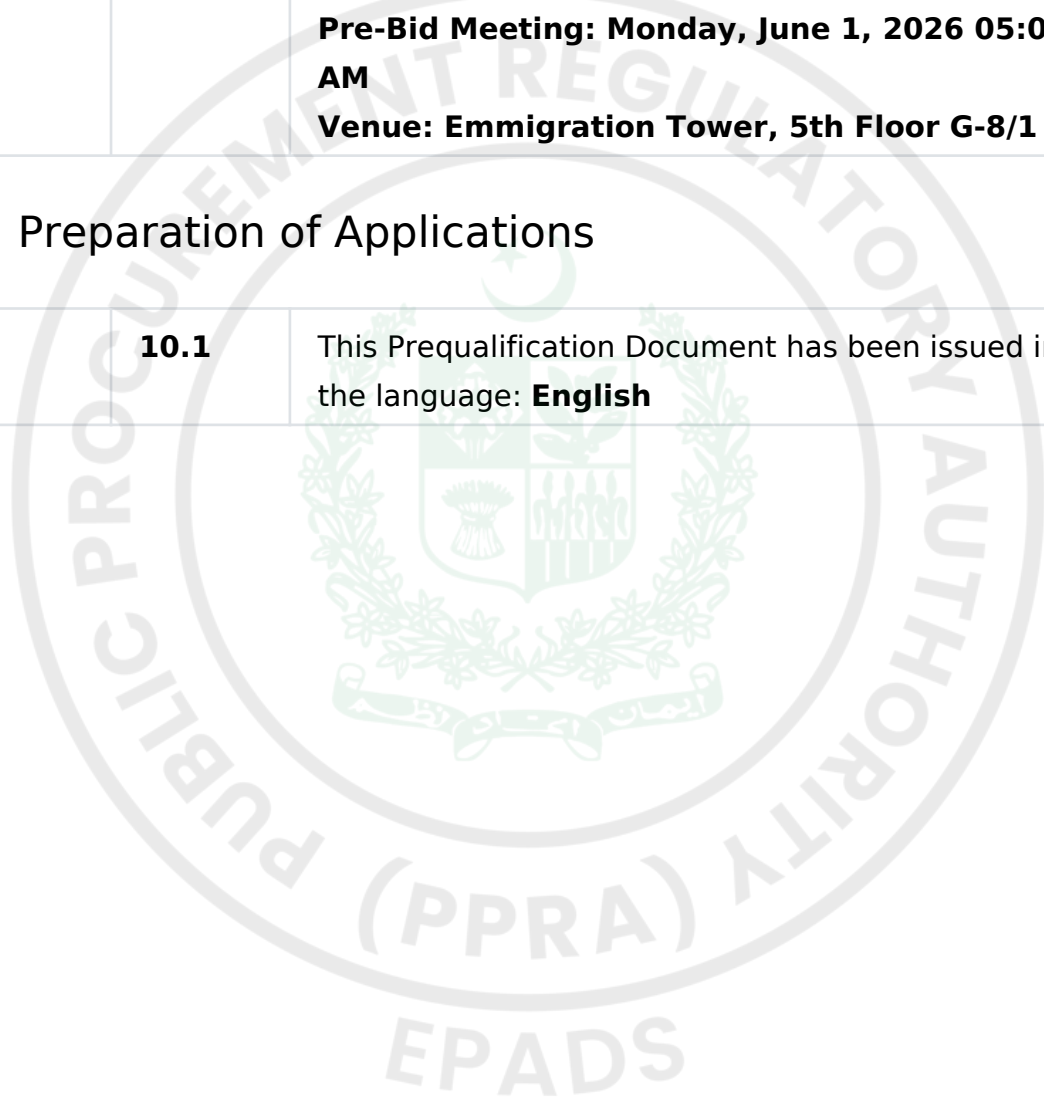 Pre-Bid Meeting: Monday, June 1, 2026 05:0
AM
Venue: Emmigration Tower, 5th Floor G-8/1
Preparation of Applications
10.1 This Prequalification Document has been issued i
the language: English
PUBLIC PROCUREMENT REGULATORY AUTHORITY
(PPRA)
EPADS